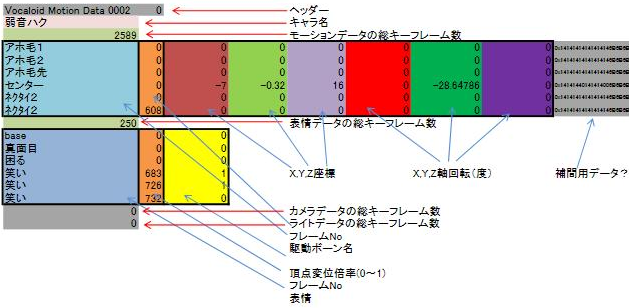 Vocaloid Motion Data 0002 0 ヘッダー
弱音ハク キャラ名
2589 モーションデータの総キーフレーム数
アホ毛1 0 0 0 0 0 0 0
アホ毛2 0 0 0 0 0 0 0
アホ毛先 0 0 0 0 0 0 0
センター 0 -7 -0.32 16 0 -28.64786 0
ネクタイ2 0 0 0 0 0 0 0
ネクタイ2 608 0 0 0 0 0 0
250 表情データの総キーフレーム数
base 0 0
真面目 0 0
困る 0 0
笑い 683 1
笑い 726 1
笑い 732 0
X,Y,Z座標
X,Y,Z軸回転(度)
補間用データ?
0 カメラデータの総キーフレーム数
0 ライトデータの総キーフレーム数
フレームNo
駆動ボーン名
頂点変位倍率(0~1)
フレームNo
表情